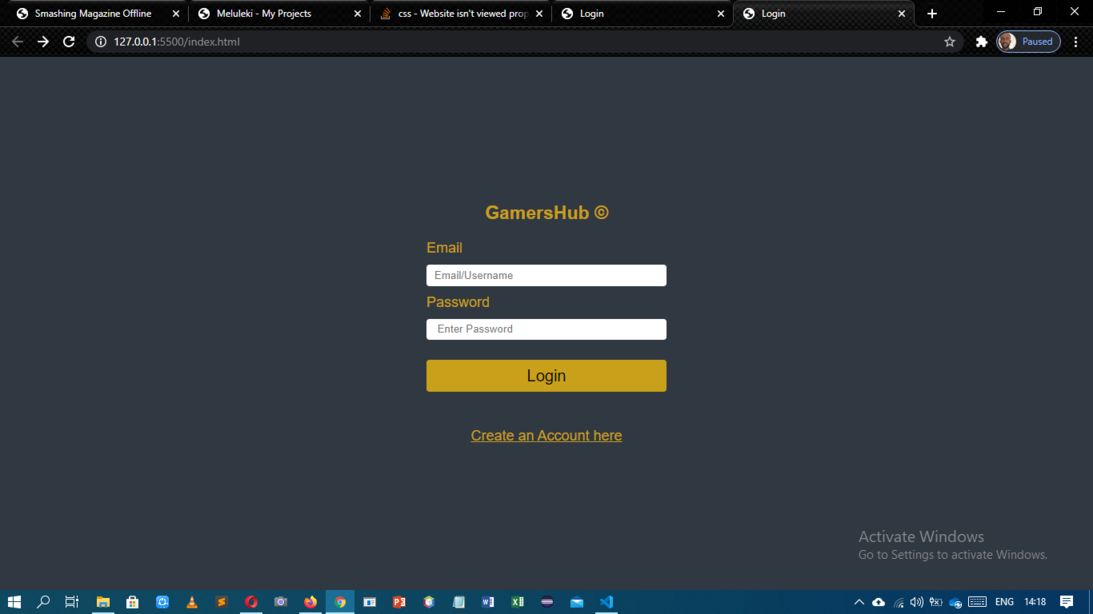 Smashing Magazine Offline
Meluleki - My Projects
css - Website isn't viewed prop
Login
Login
127.0.0.1:5500/index.html
Paused
GamersHub ©
Email
Email/Username
Password
Enter Password
Login
Create an Account here
Activate Windows
Go to Settings to activate Windows.
ENG
14:18